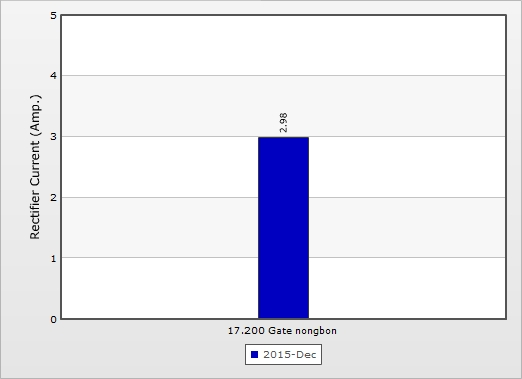 5
4
3
2
1
0
Rectifier Current (Amp.)
2.98
17.200 Gate nongbon
2015-Dec